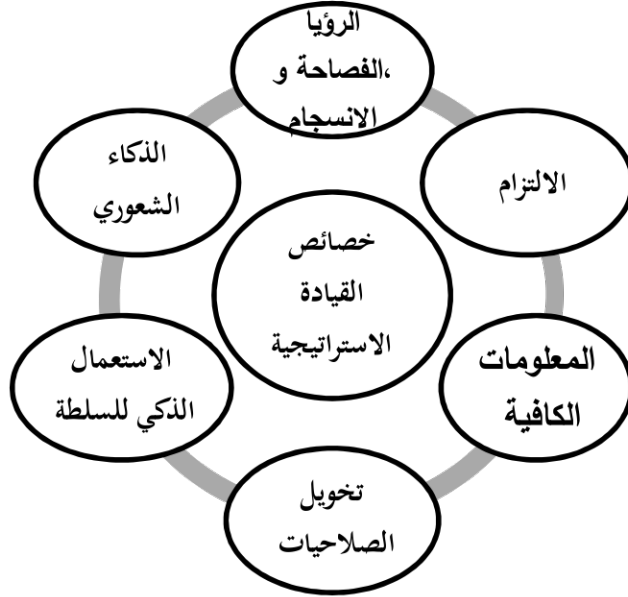 الرؤيا
،الفصاحة و
الانسجام
الالتزام
المعلومات
الكافية
تخويل
الصلاحيات
الاستعمال
الذكي للسلطة
الذكاء
الشعوري
خصائص
القيادة
الاستراتيجية